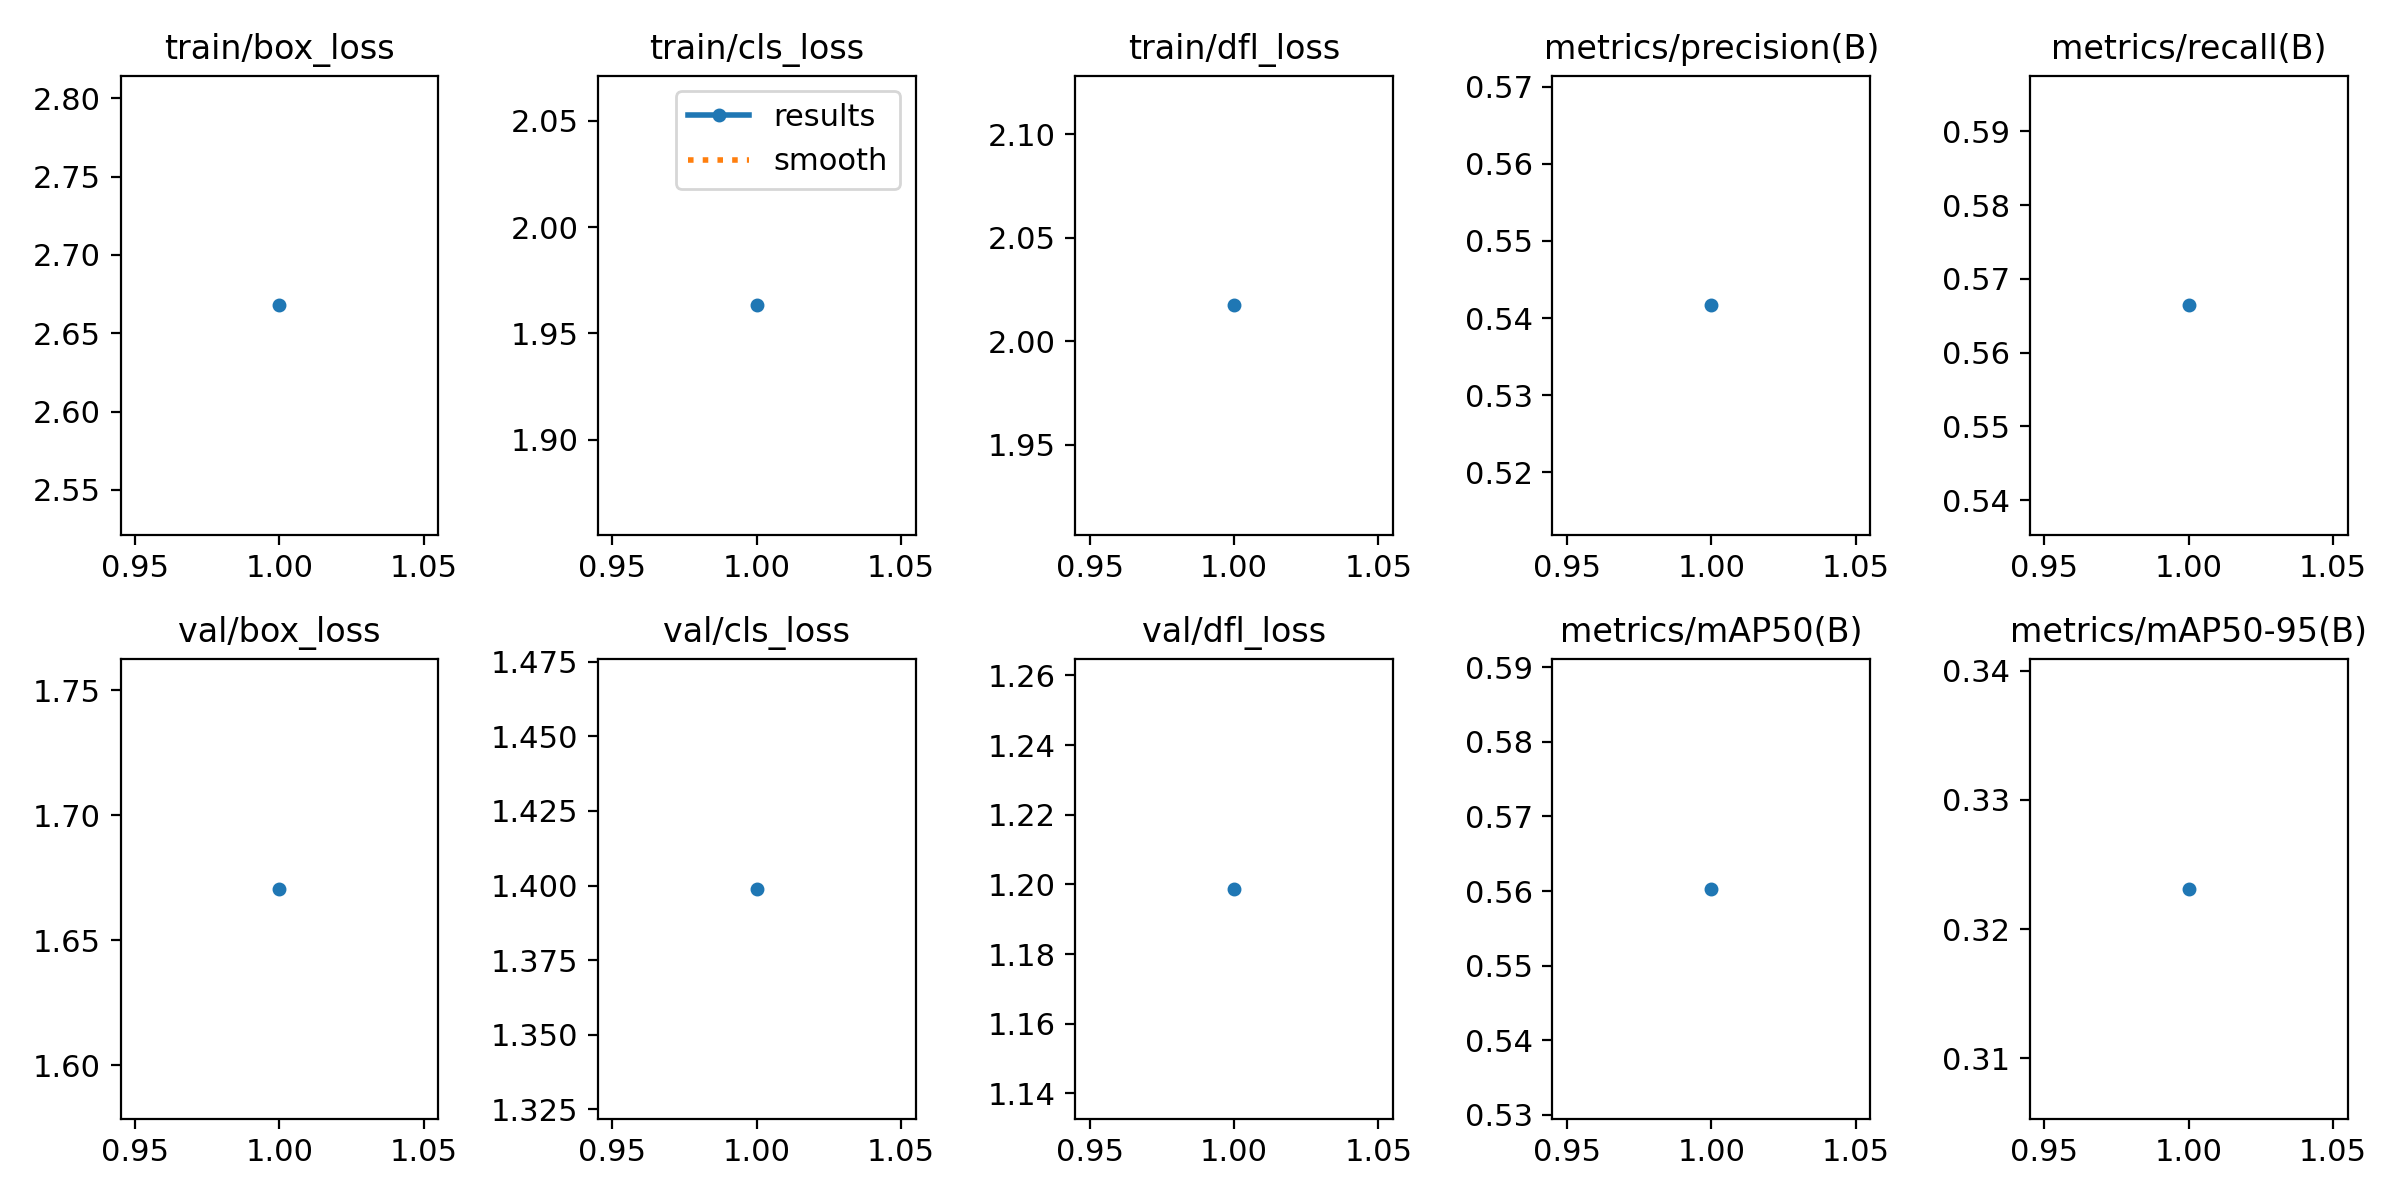 train/box_loss
2.80
2.75
2.70
2.65
2.60
2.55
0.95 1.00 1.05
train/cls_loss
results
smooth
2.05
2.00
1.95
1.90
0.95 1.00 1.05
train/dfl_loss
2.10
2.05
2.00
1.95
0.95 1.00 1.05
metrics/precision(B)
0.57
0.56
0.55
0.54
0.53
0.52
0.95 1.00 1.05
metrics/recall(B)
0.59
0.58
0.57
0.56
0.55
0.54
0.95 1.00 1.05
val/box_loss
1.75
1.70
1.65
1.60
0.95 1.00 1.05
val/cls_loss
1.475
1.450
1.425
1.400
1.375
1.350
1.325
0.95 1.00 1.05
val/dfl_loss
1.26
1.24
1.22
1.20
1.18
1.16
1.14
0.95 1.00 1.05
metrics/mAP50(B)
0.59
0.58
0.57
0.56
0.55
0.54
0.53
0.95 1.00 1.05
metrics/mAP50-95(B)
0.34
0.33
0.32
0.31
0.95 1.00 1.05